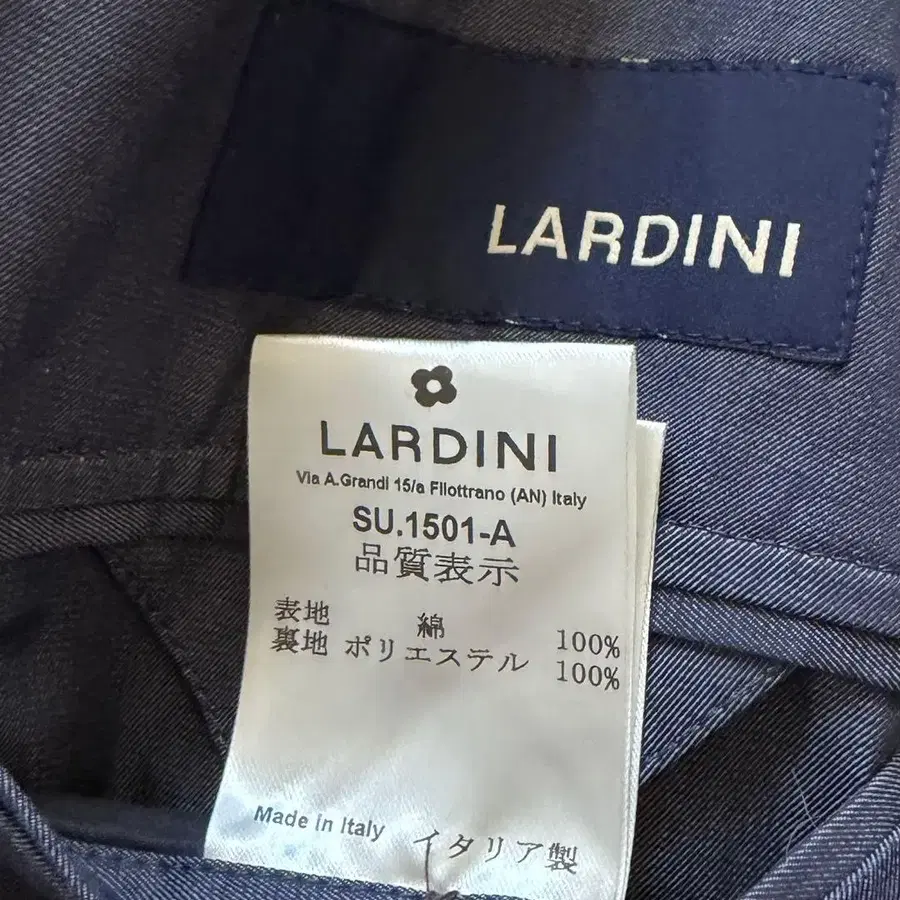 LARDINI
LARDINI
Via A.Grandi 15/a Filottrano (AN) Italy
SU.1501-A
品質表示
表地 綿 100%
裏地 ポリエステル 100%
Made in Italy イタリア製